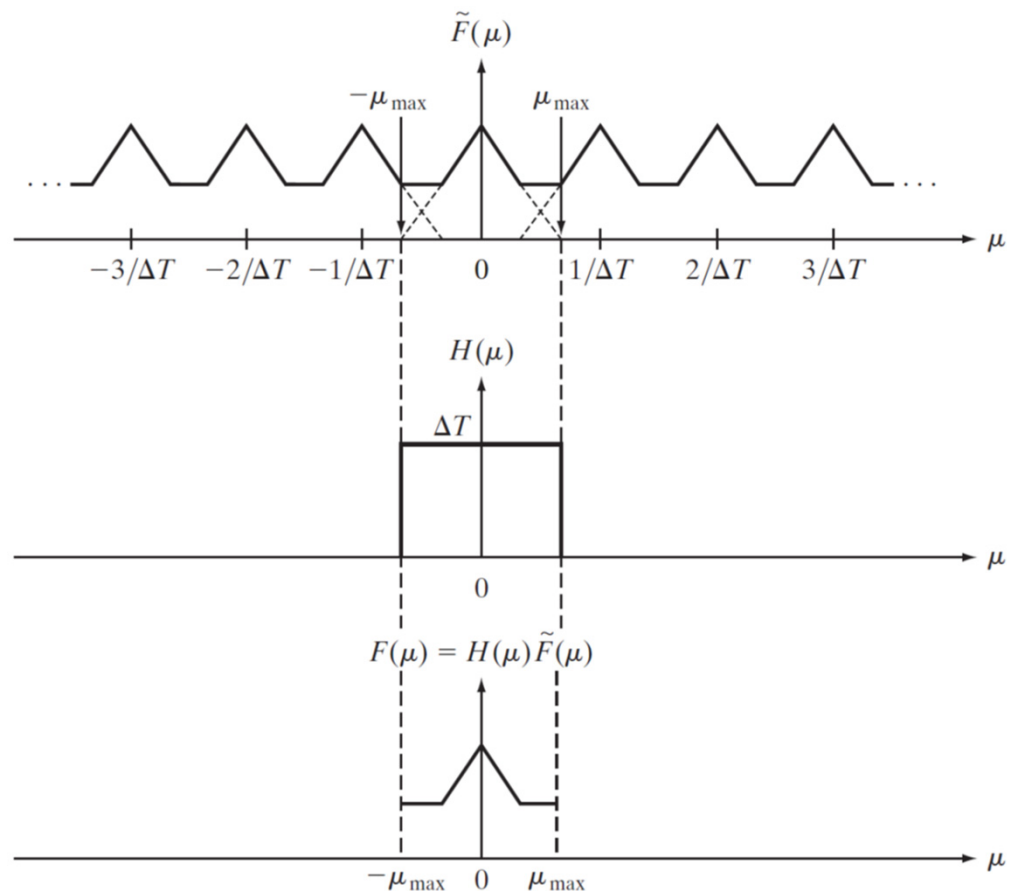 F̃(μ)
−μmax μmax
· · · · · ·
−3/ΔT −2/ΔT −1/ΔT 0 1/ΔT 2/ΔT 3/ΔT μ
H(μ)
ΔT
0 μ
F(μ) = H(μ)F̃(μ)
−μmax 0 μmax μ